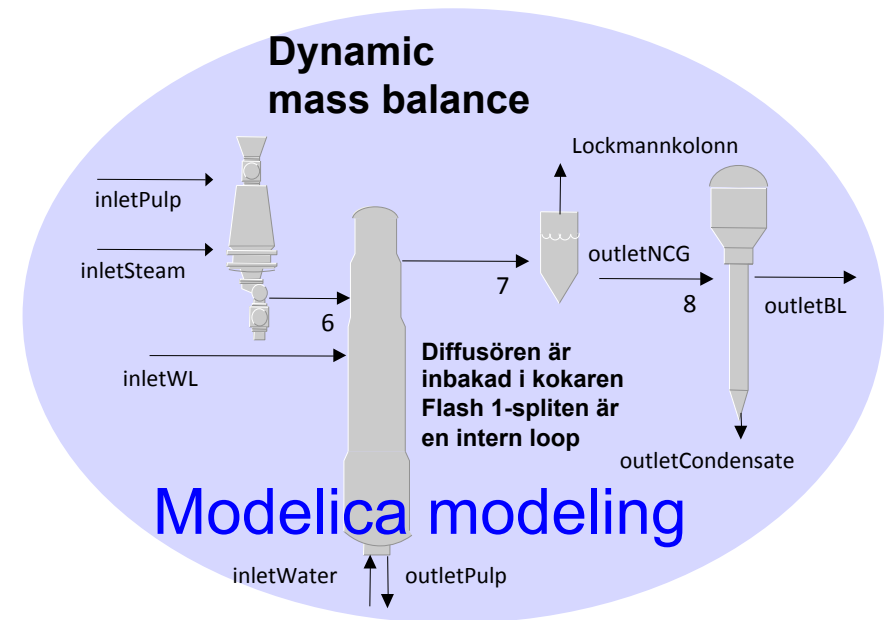 Dynamic
mass balance
Lockmannkolonn
inletPulp
inletSteam
6
7
outletNCG
8
outletBL
inletWL
Diffusören är
inbakad i kokaren
Flash 1-spliten är
en intern loop
outletCondensate
Modelica modeling
inletWater
outletPulp